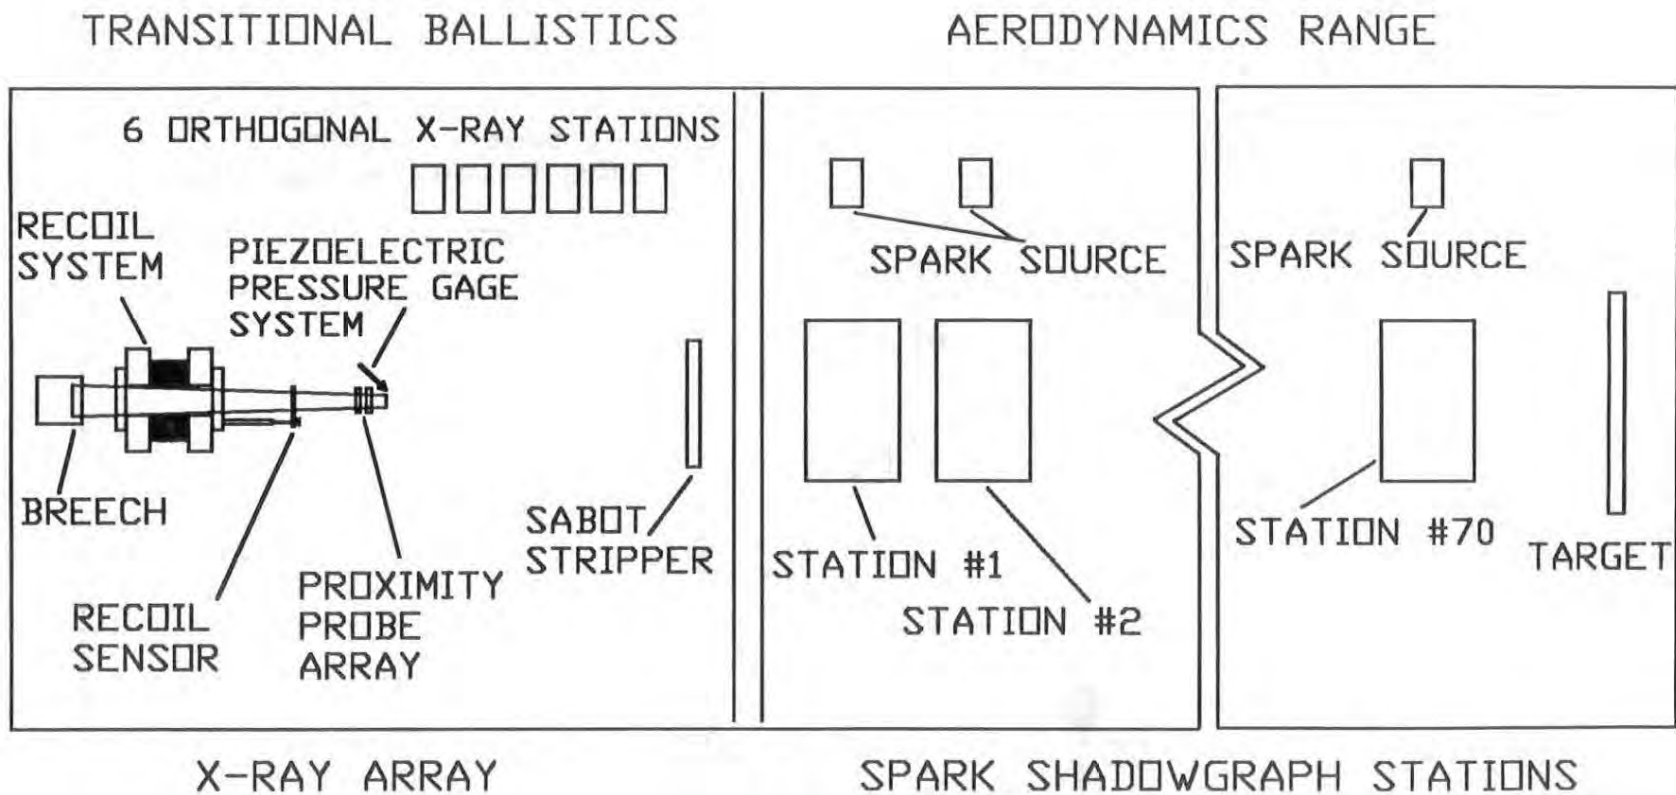 TRANSITIONAL BALLISTICS
AERODYNAMICS RANGE
6 ORTHOGONAL X-RAY STATIONS
RECOIL
SYSTEM
PIEZOELECTRIC
PRESSURE GAGE
SYSTEM
BREECH
RECOIL
SENSOR
PROXIMITY
PROBE
ARRAY
SABOT
STRIPPER
SPARK SOURCE
STATION #1
STATION #2
SPARK SOURCE
STATION #70
TARGET
X-RAY ARRAY
SPARK SHADOWGRAPH STATIONS